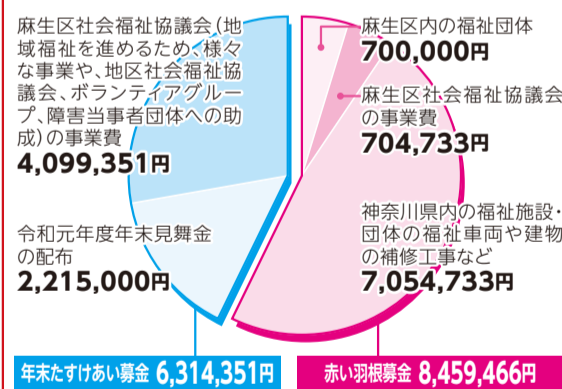 麻生区社会福祉協議会（地
域福祉を進めるため、様々
な事業や、地区社会福祉協
議会、ボランティアグルー
プ、障害当事者団体への助
成）の事業費
4,099,351円
令和元年度年末見舞金
の配布
2,215,000円
麻生区内の福祉団体
700,000円
麻生区社会福祉協議会
の事業費
704,733円
神奈川県内の福祉施設・
団体の福祉車両や建物
の補修工事など
7,054,733円
年末たすけあい募金 6,314,351円
赤い羽根募金 8,459,466円